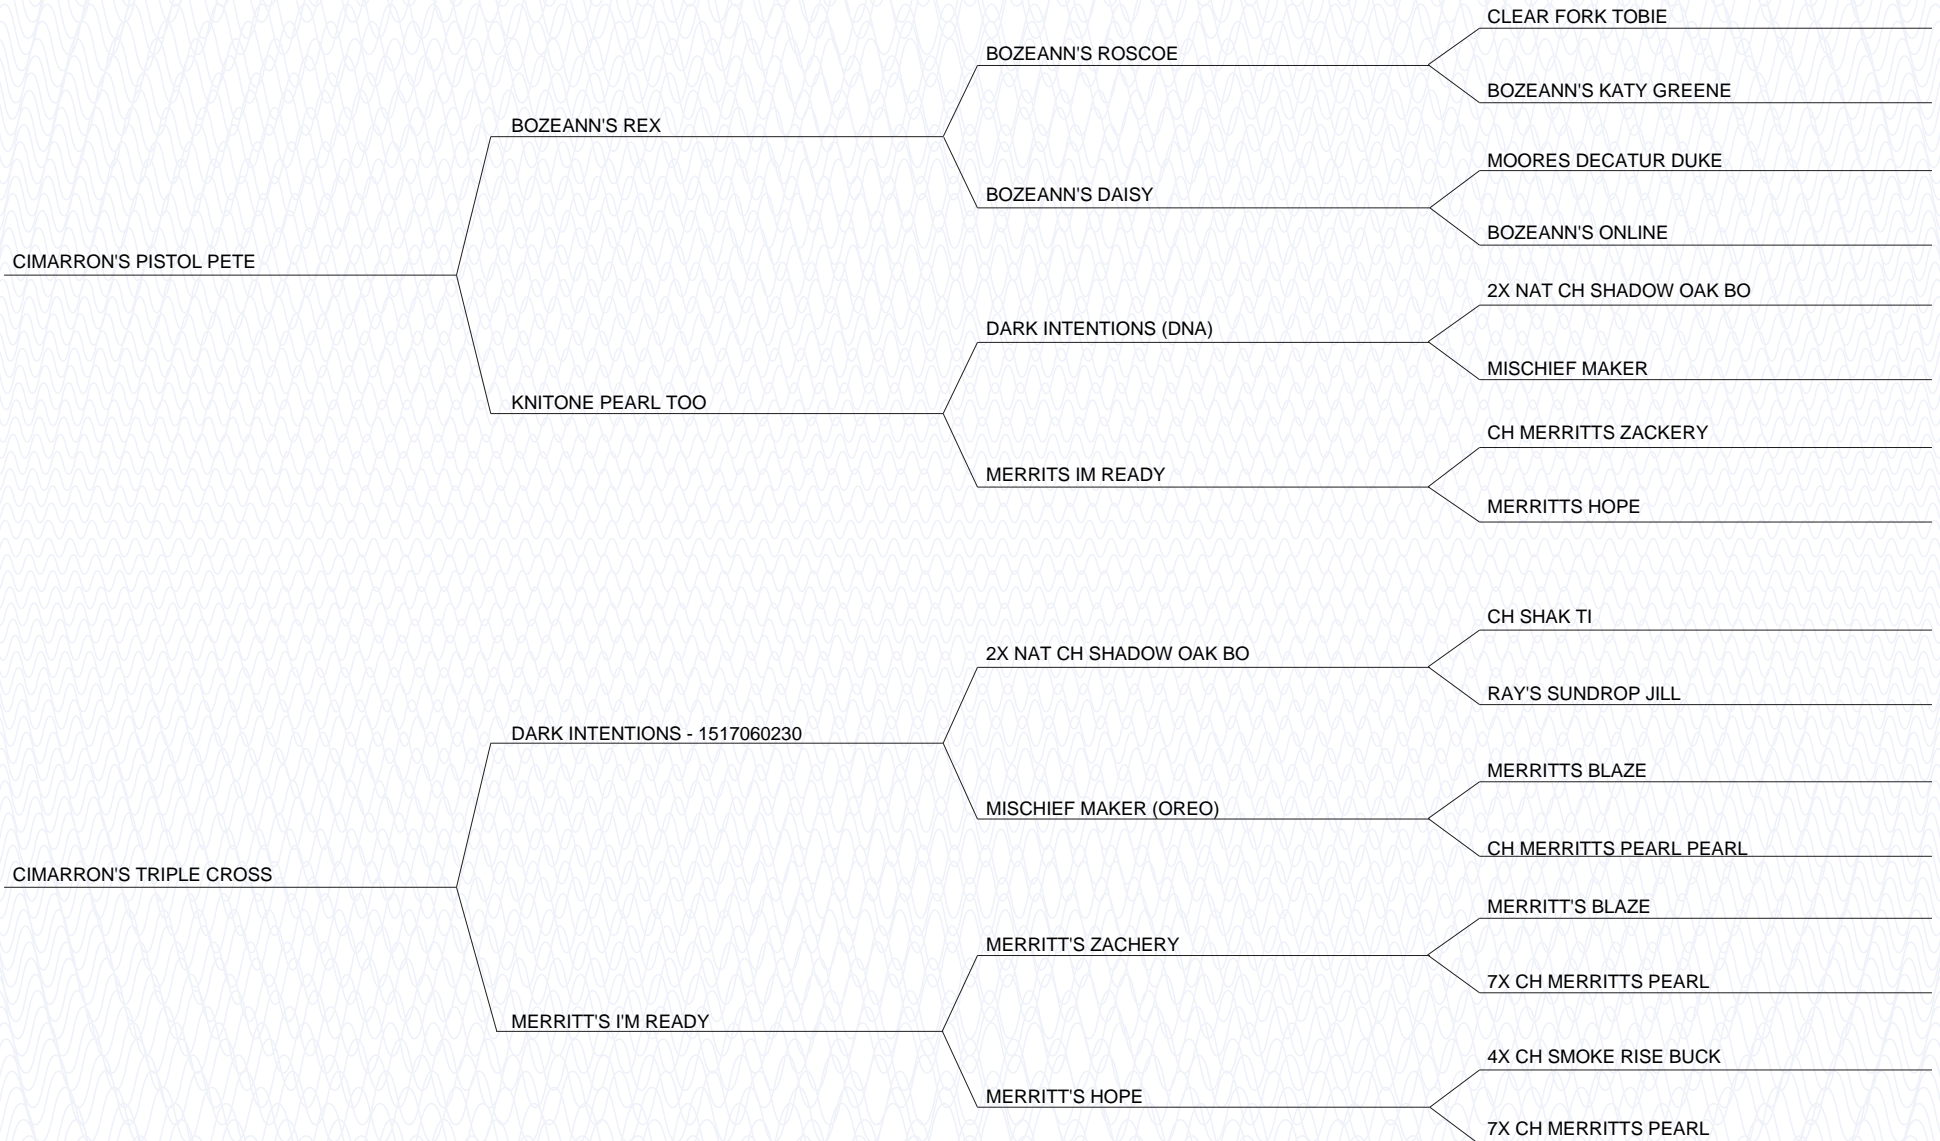 CLEAR FORK TOBIE
BOZEANN'S ROSCOE
BOZEANN'S KATY GREENE
BOZEANN'S REX
MOORES DECATUR DUKE
BOZEANN'S DAISY
BOZEANN'S ONLINE
CIMARRON'S PISTOL PETE
2X NAT CH SHADOW OAK BO
DARK INTENTIONS (DNA)
MISCHIEF MAKER
KNITONE PEARL TOO
CH MERRITTS ZACKERY
MERRITS IM READY
MERRITTS HOPE
CH SHAK TI
2X NAT CH SHADOW OAK BO
RAY'S SUNDROP JILL
DARK INTENTIONS - 1517060230
MERRITTS BLAZE
MISCHIEF MAKER (OREO)
CH MERRITTS PEARL PEARL
CIMARRON'S TRIPLE CROSS
MERRITT'S BLAZE
MERRITT'S ZACHERY
7X CH MERRITTS PEARL
MERRITT'S I'M READY
4X CH SMOKE RISE BUCK
MERRITT'S HOPE
7X CH MERRITTS PEARL